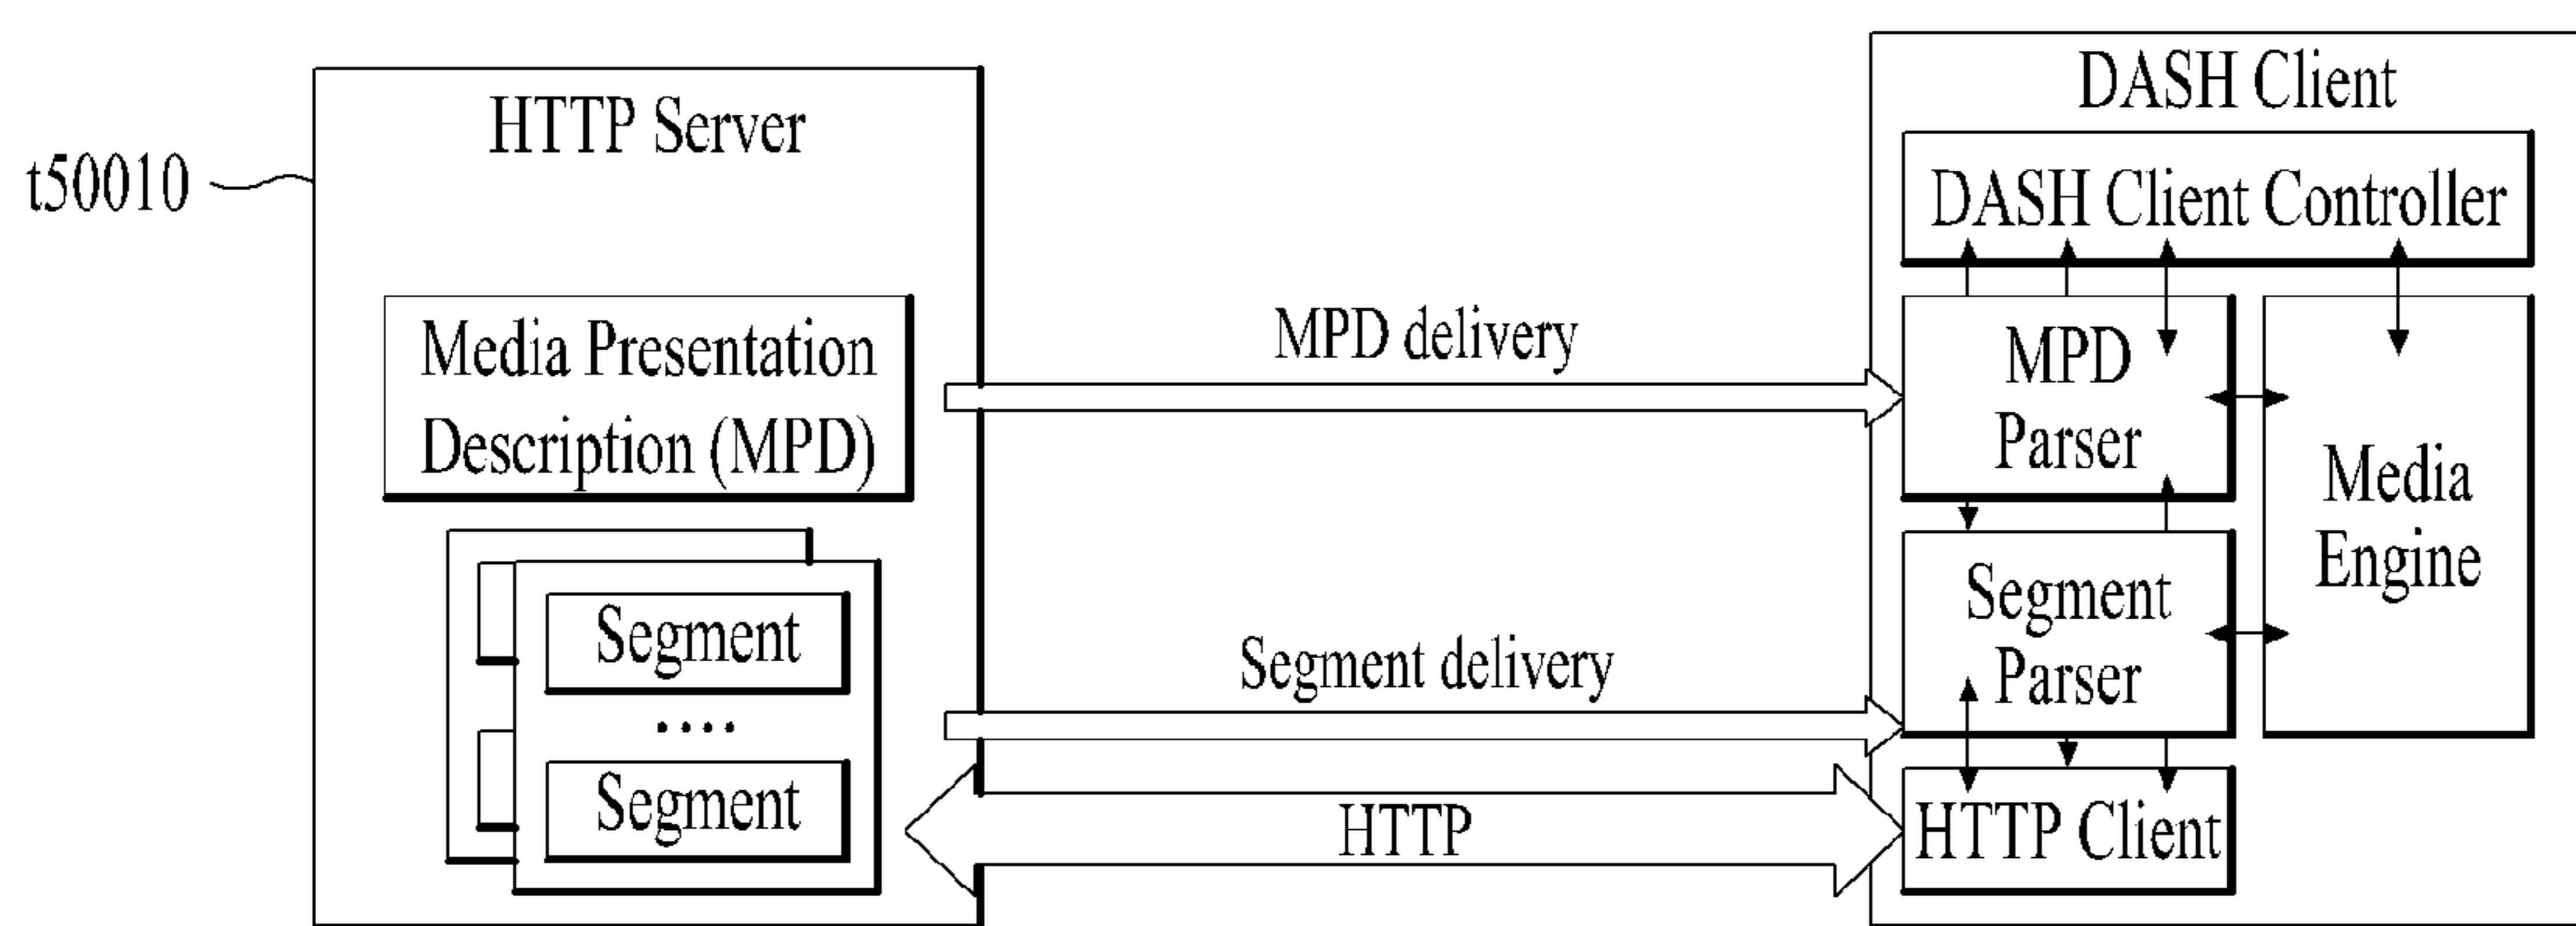 t50010
HTTP Server
Media Presentation
Description (MPD)
Segment
....
Segment
MPD delivery
Segment delivery
HTTP
DASH Client
DASH Client Controller
MPD
Parser
Segment
Parser
HTTP Client
Media
Engine